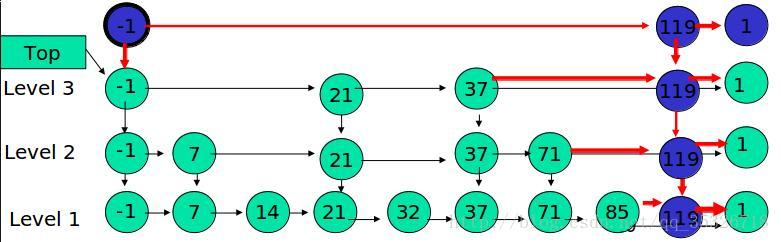 -1 119 1
Top
Level 3 -1 21 37 119 1
Level 2 -1 7 21 37 71 119 1
Level 1 -1 7 14 21 32 37 71 85 119 1